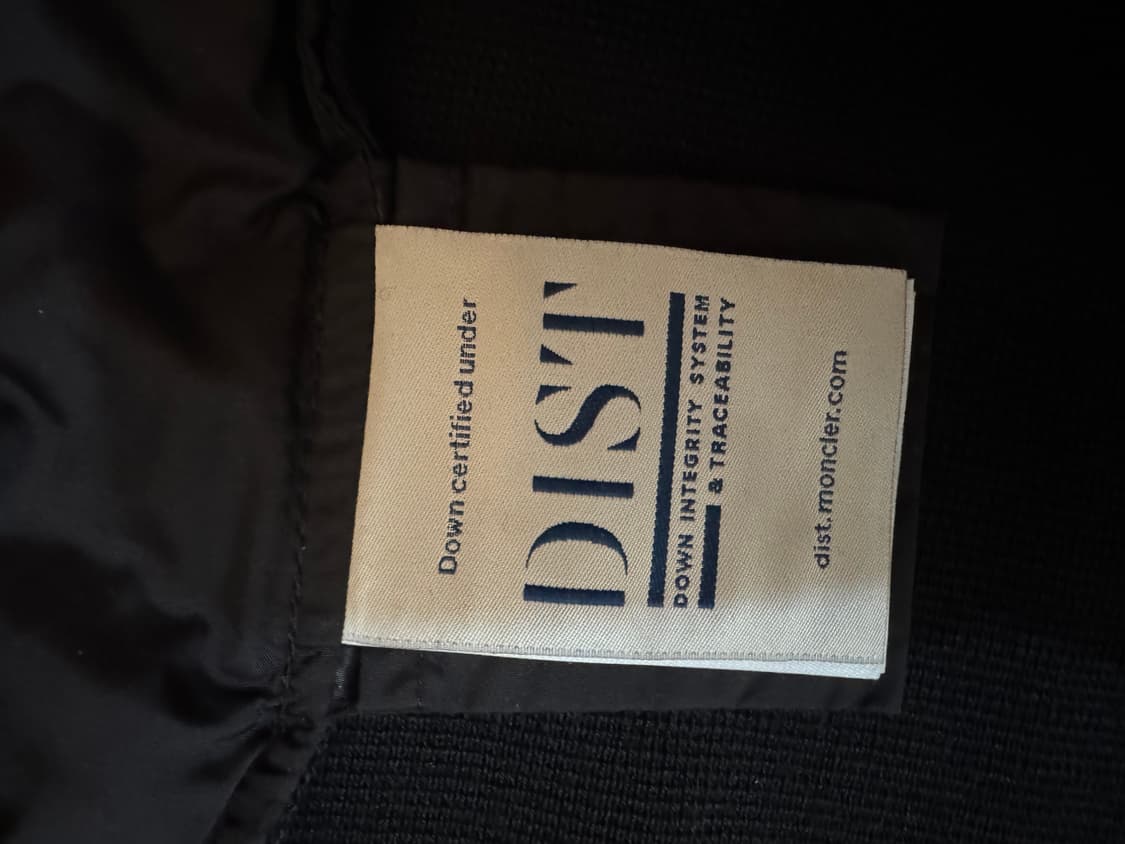 Down certified under
DIST
DOWN INTEGRITY SYSTEM
& TRACEABILITY
dist.moncler.com